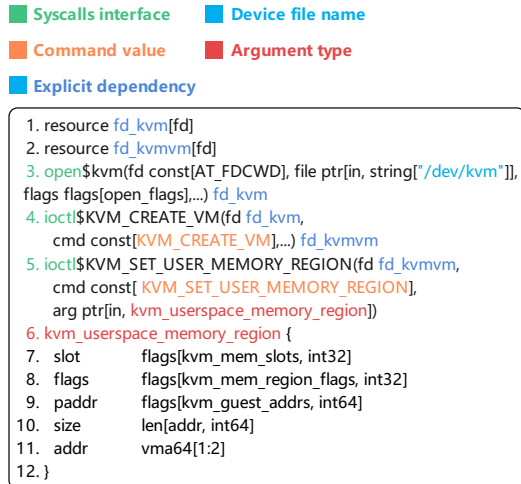 Syscalls interface Device file name
Command value Argument type
Explicit dependency
1. resource fd_kvm[fd]
2. resource fd_kvmvm[fd]
3. open$kvm(fd const[AT_FDCWD], file ptr[in, string["/dev/kvm"]],
flags flags[open_flags],...) fd_kvm
4. ioctl$KVM_CREATE_VM(fd fd_kvm,
cmd const[KVM_CREATE_VM],...) fd_kvmvm
5. ioctl$KVM_SET_USER_MEMORY_REGION(fd fd_kvmvm,
cmd const[ KVM_SET_USER_MEMORY_REGION],
arg ptr[in, kvm_userspace_memory_region])
6. kvm_userspace_memory_region {
7. slot flags[kvm_mem_slots, int32]
8. flags flags[kvm_mem_region_flags, int32]
9. paddr flags[kvm_guest_addrs, int64]
10. size len[addr, int64]
11. addr vma64[1:2]
12. }